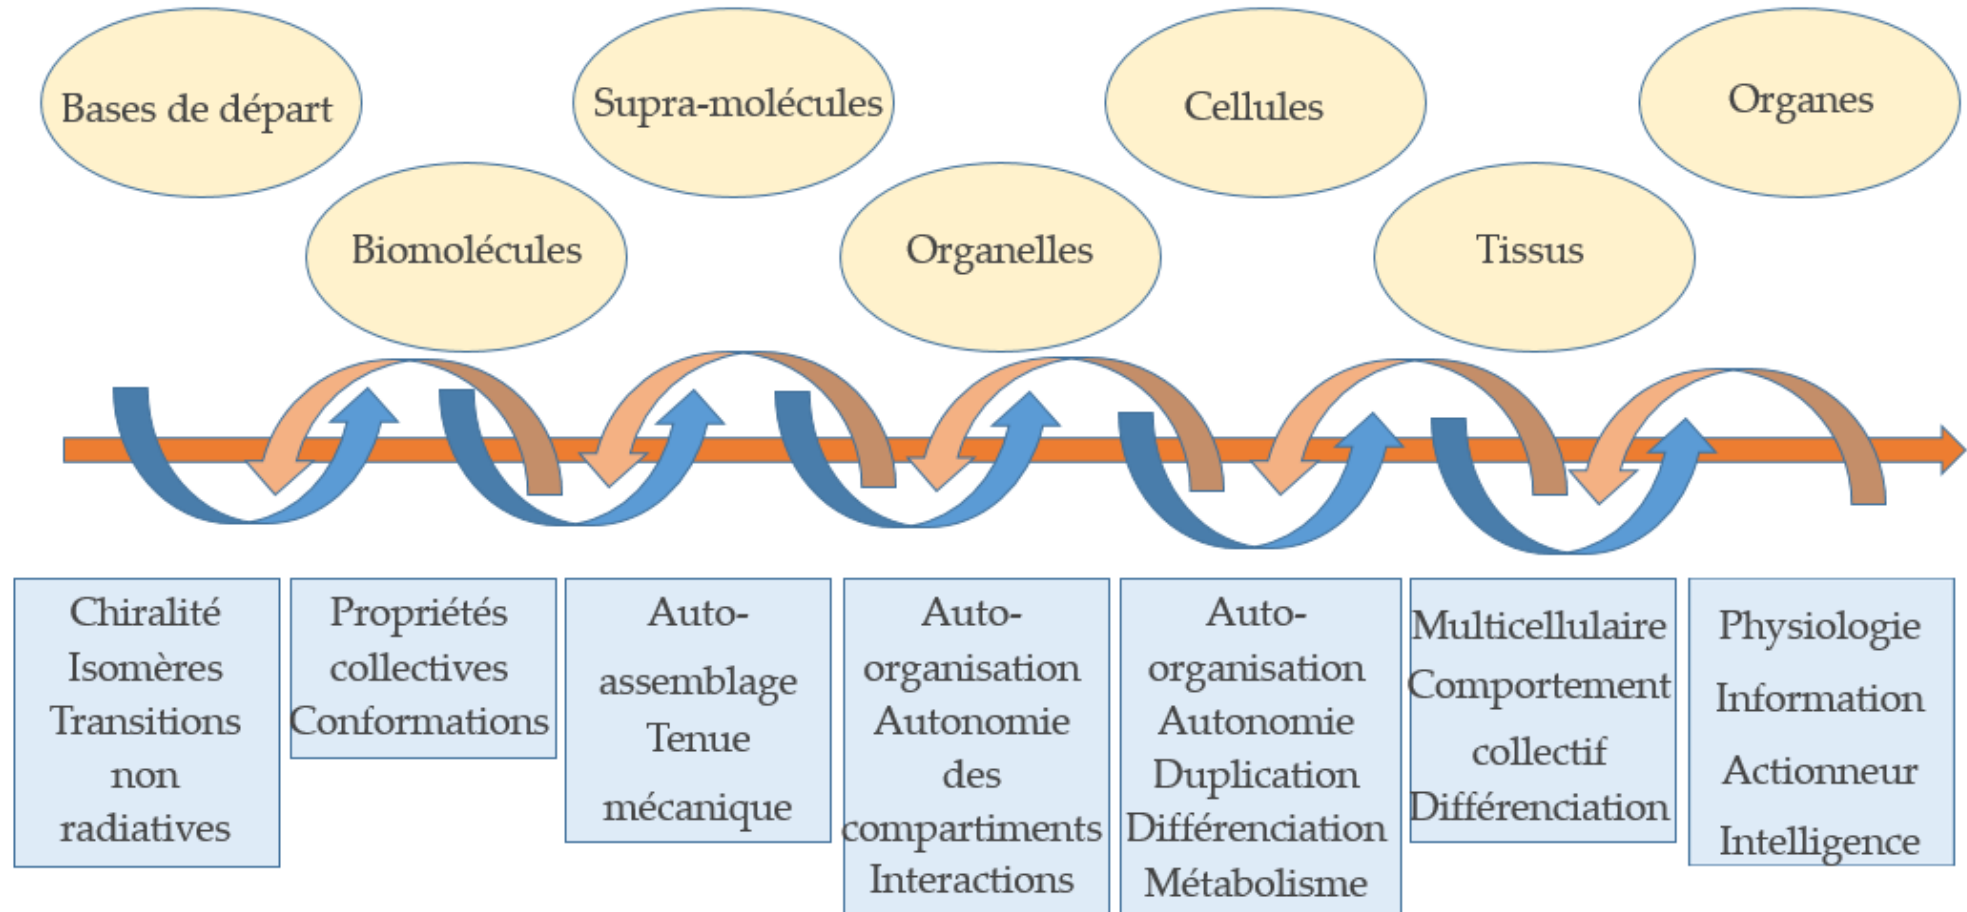 Bases de départ
Supra-molécules
Cellules
Organes
Biomolécules
Organelles
Tissus
Chiralité
Isomères
Transitions
non
radiatives
Propriétés
collectives
Conformations
Auto-
assemblage
Tenue
mécanique
Auto-
organisation
Autonomie
des
compartiments
Interactions
Auto-
organisation
Autonomie
Duplication
Différenciation
Métabolisme
Multicellulaire
Comportement
collectif
Différenciation
Physiologie
Information
Actionneur
Intelligence